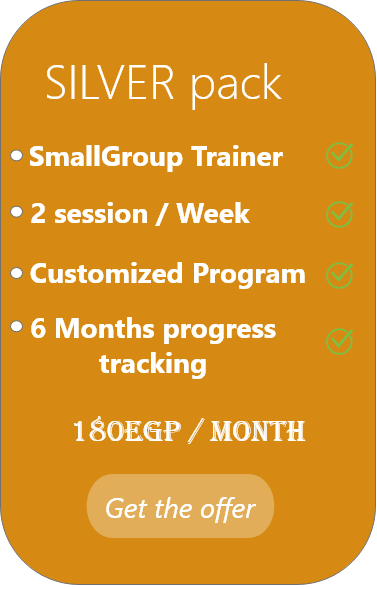 SILVER pack
SmallGroup Trainer
2 session / Week
Customized Program
6 Months progress
tracking
180EGP / MONTH
Get the offer